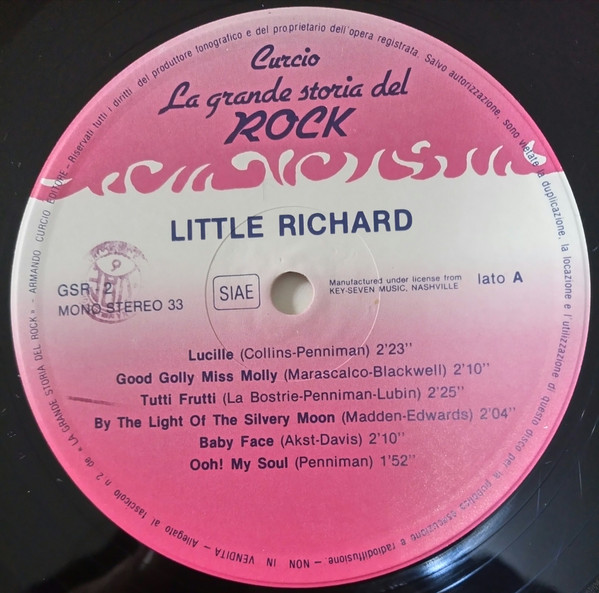 Curcio
La grande storia del
ROCK
LITTLE RICHARD
GSR 2
MONO STEREO 33
SIAE
Manufactured under license from
KEY-SEVEN MUSIC, NASHVILLE
lato A
Lucille (Collins-Penniman) 2'23''
Good Golly Miss Molly (Marascalco-Blackwell) 2'10''
Tutti Frutti (La Bostrie-Penniman-Lubin) 2'25''
By The Light Of The Silvery Moon (Madden-Edwards) 2'04''
Baby Face (Akst-Davis) 2'10''
Ooh! My Soul (Penniman) 1'52''
Allegato al fascicolo n. 2 de « LA GRANDE STORIA DEL ROCK » - ARMANDO CURCIO EDITORE - Riservati tutti i diritti del produttore fonografico e del proprietario dell'opera registrata. Salvo autorizzazione, sono vietate la duplicazione, la locazione e l'utilizzazione di questo disco per la pubblica esecuzione e radiodiffusione. - NON IN VENDITA -